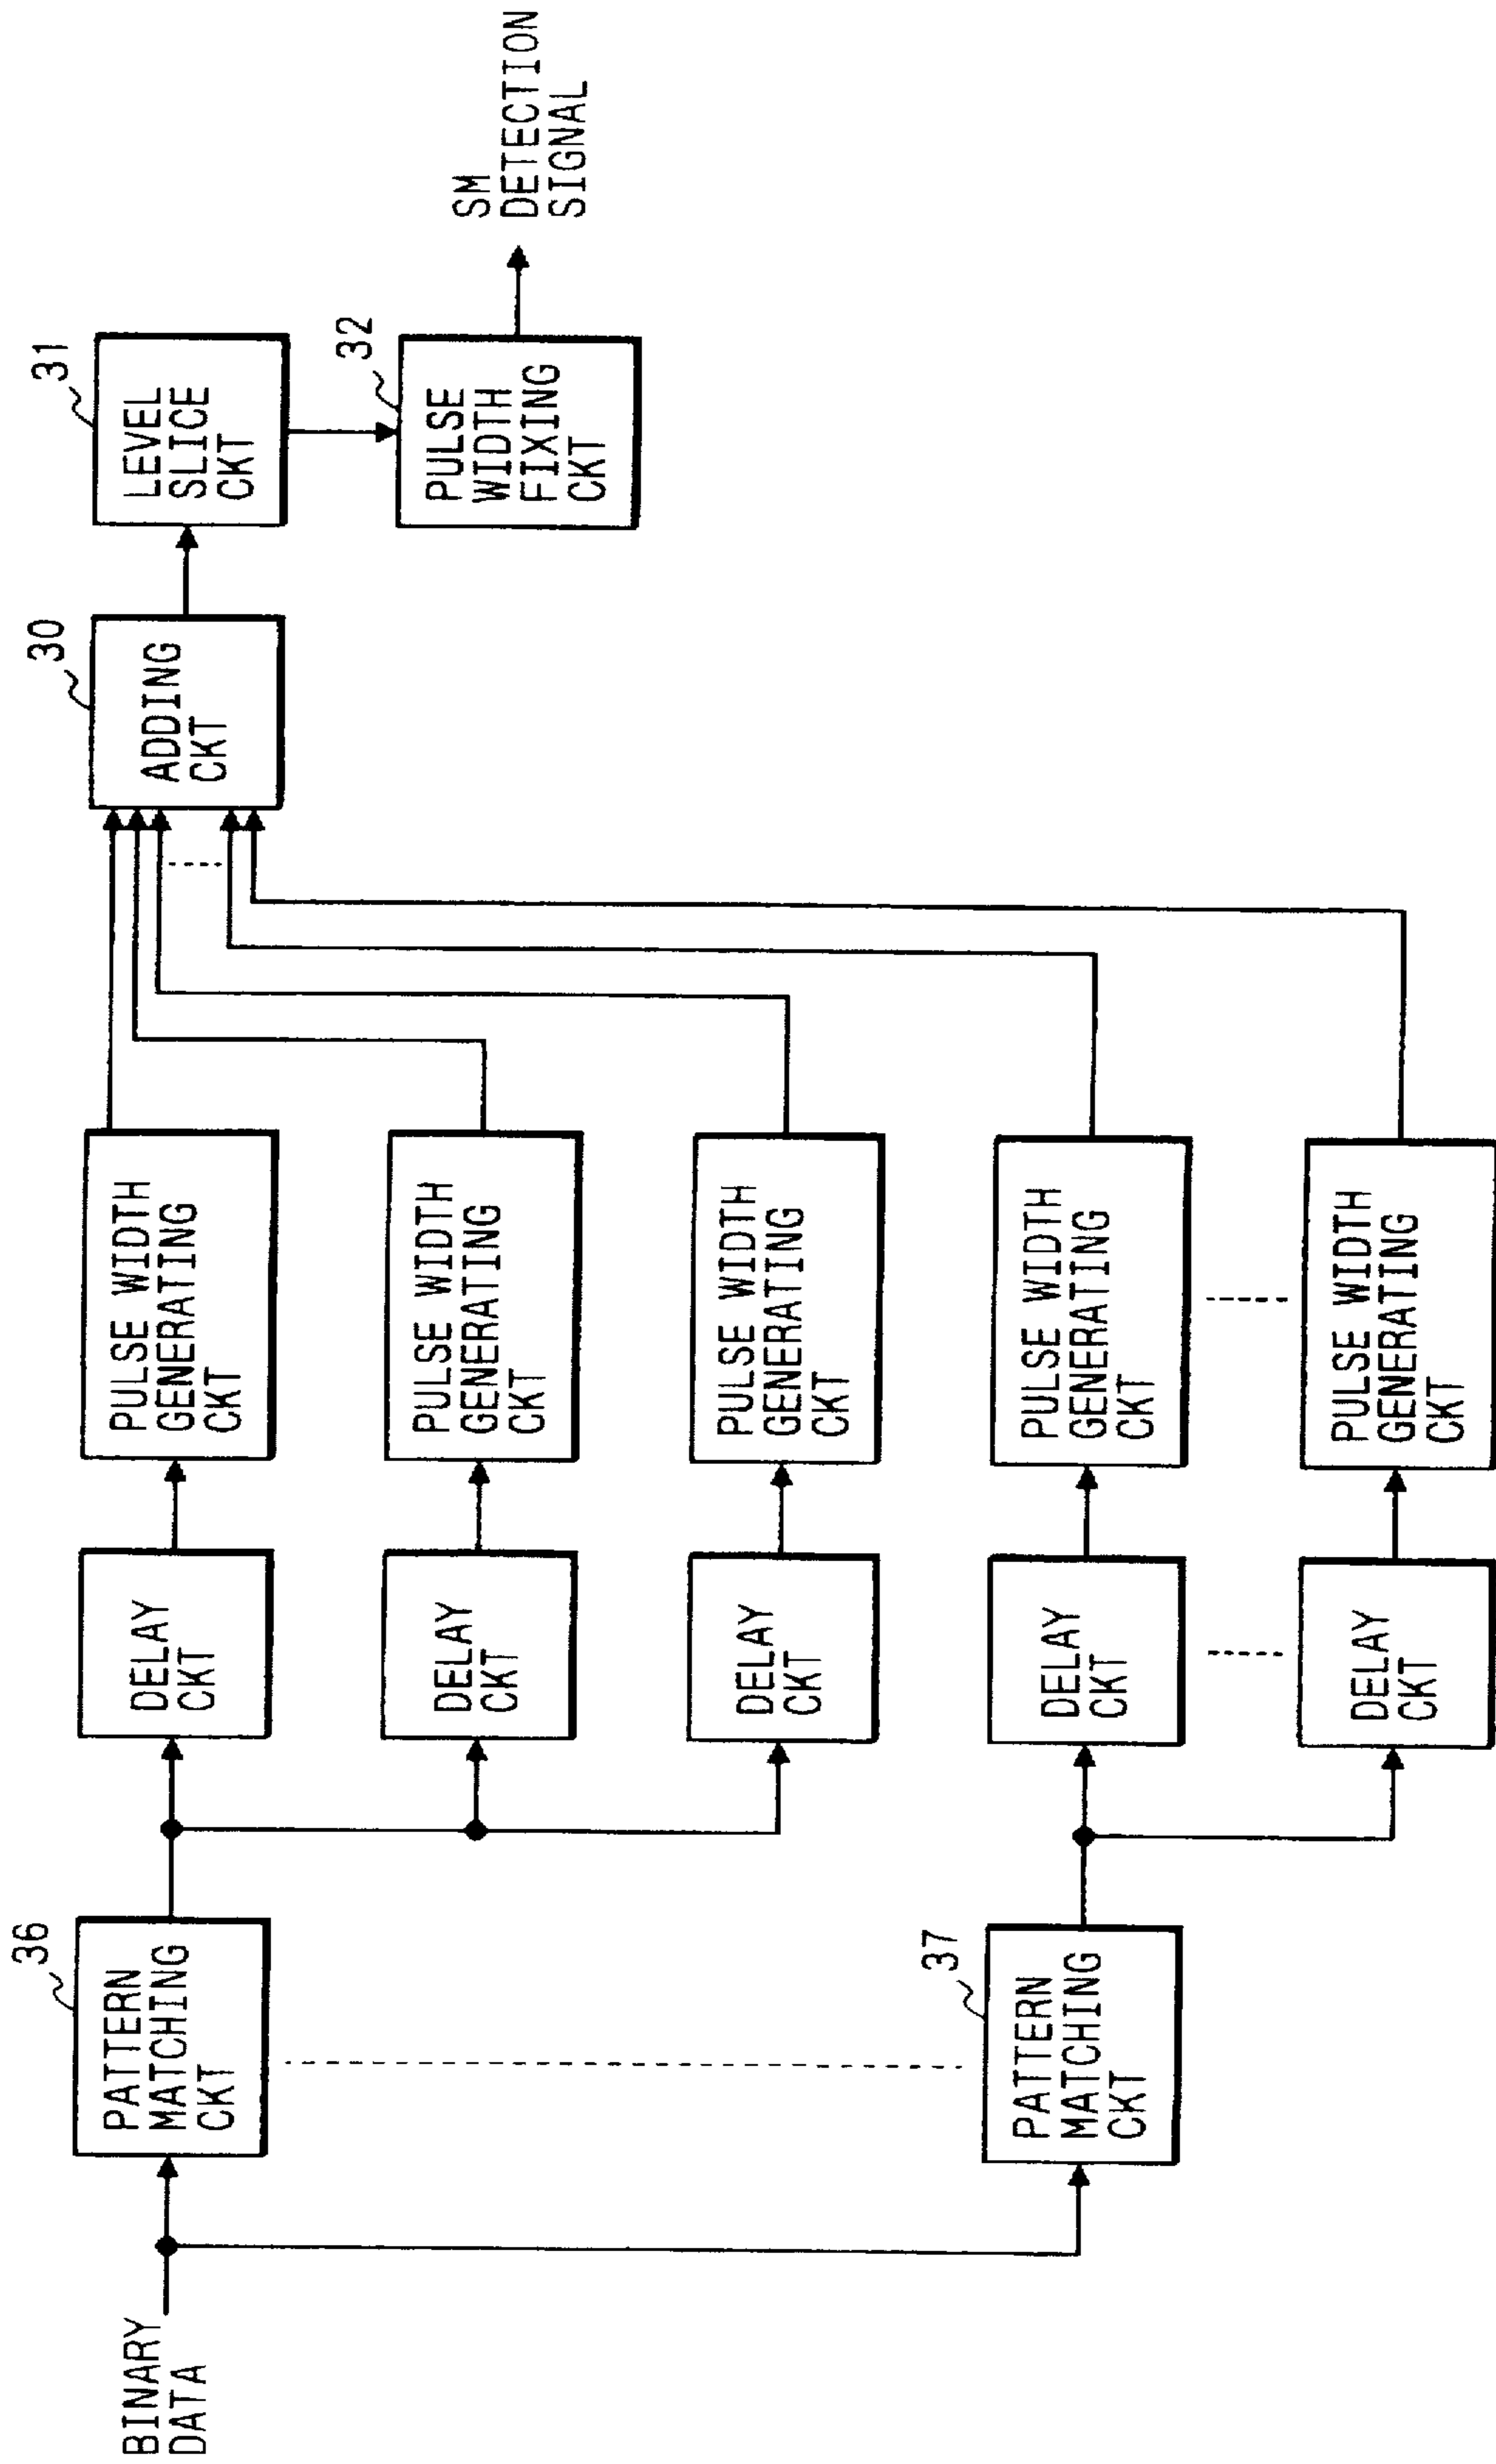 BINARY
DATA
36
PATTERN
MATCHING
CKT
37
PATTERN
MATCHING
CKT
DELAY
CKT
DELAY
CKT
DELAY
CKT
DELAY
CKT
DELAY
CKT
PULSE WIDTH
GENERATING
CKT
PULSE WIDTH
GENERATING
CKT
PULSE WIDTH
GENERATING
CKT
PULSE WIDTH
GENERATING
CKT
PULSE WIDTH
GENERATING
CKT
30
ADDING
CKT
31
LEVEL
SLICE
CKT
32
PULSE
WIDTH
FIXING
CKT
SM
DETECTION
SIGNAL